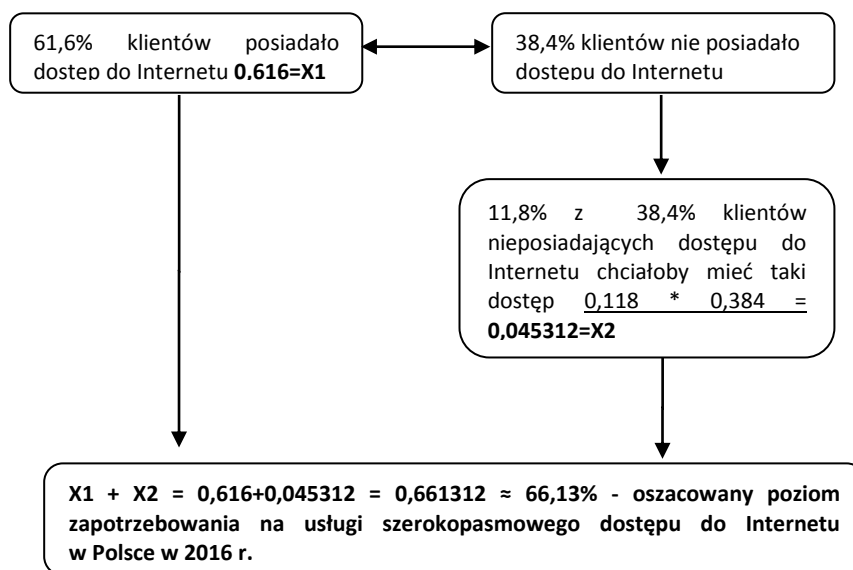 61,6% klientów posiadało
dostęp do Internetu 0,616=X1
38,4% klientów nie posiadało
dostępu do Internetu
11,8% z 38,4% klientów
nieposiadających dostępu do
Internetu chciałoby mieć taki
dostęp 0,118 * 0,384 =
0,045312=X2
X1 + X2 = 0,616+0,045312 = 0,661312 ≈ 66,13% - oszacowany poziom
zapotrzebowania na usługi szerokopasmowego dostępu do Internetu
w Polsce w 2016 r.